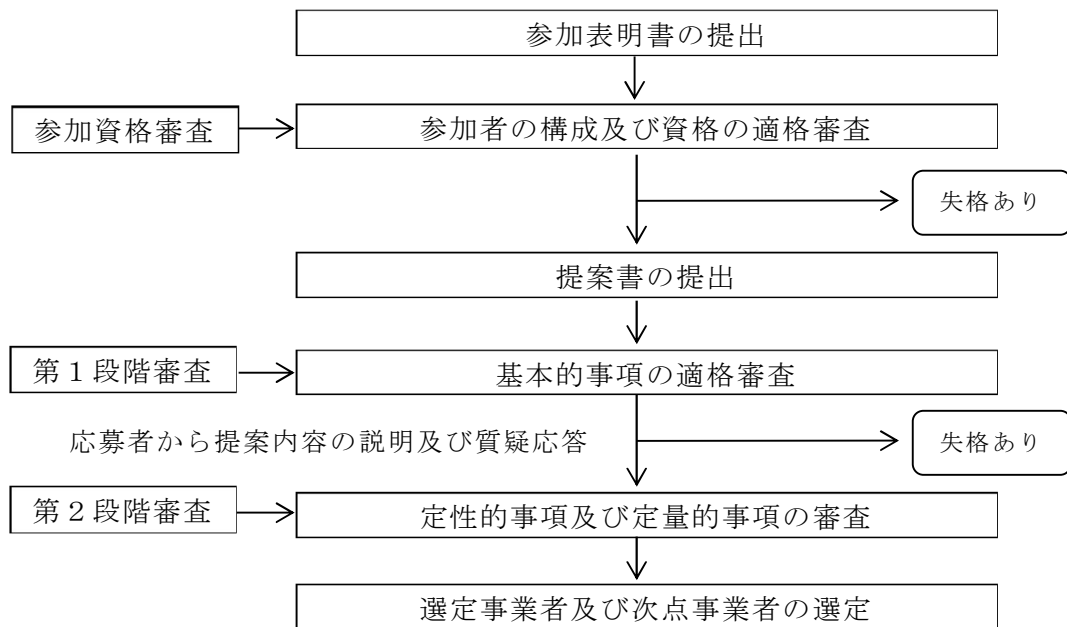 参加表明書の提出
参加資格審査
参加者の構成及び資格の適格審査
失格あり
提案書の提出
第１段階審査
基本的事項の適格審査
応募者から提案内容の説明及び質疑応答
失格あり
第２段階審査
定性的事項及び定量的事項の審査
選定事業者及び次点事業者の選定